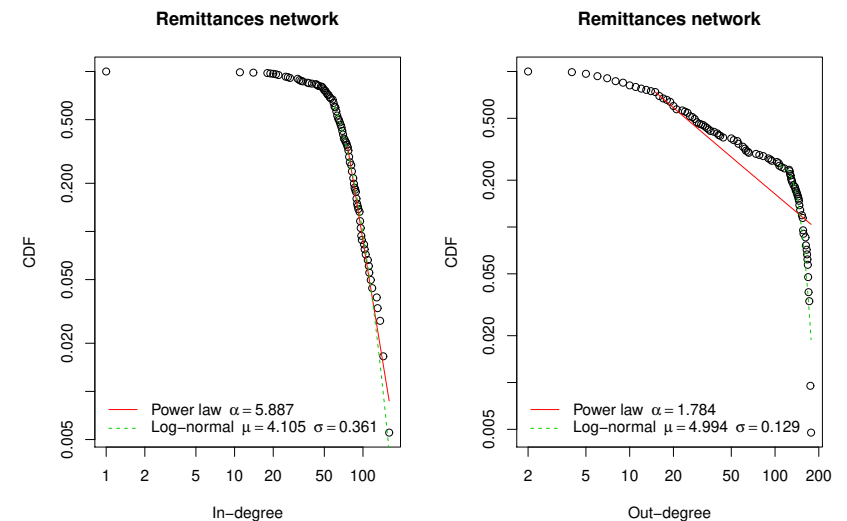 Remittances network
0.500
0.200
0.050
0.020
0.005
CDF
Power law α = 5.887
Log−normal μ = 4.105 σ = 0.361
1 2 5 10 20 50 100
In−degree
Remittances network
0.500
0.200
0.050
0.020
0.005
CDF
Power law α = 1.784
Log−normal μ = 4.994 σ = 0.129
2 5 10 20 50 100 200
Out−degree